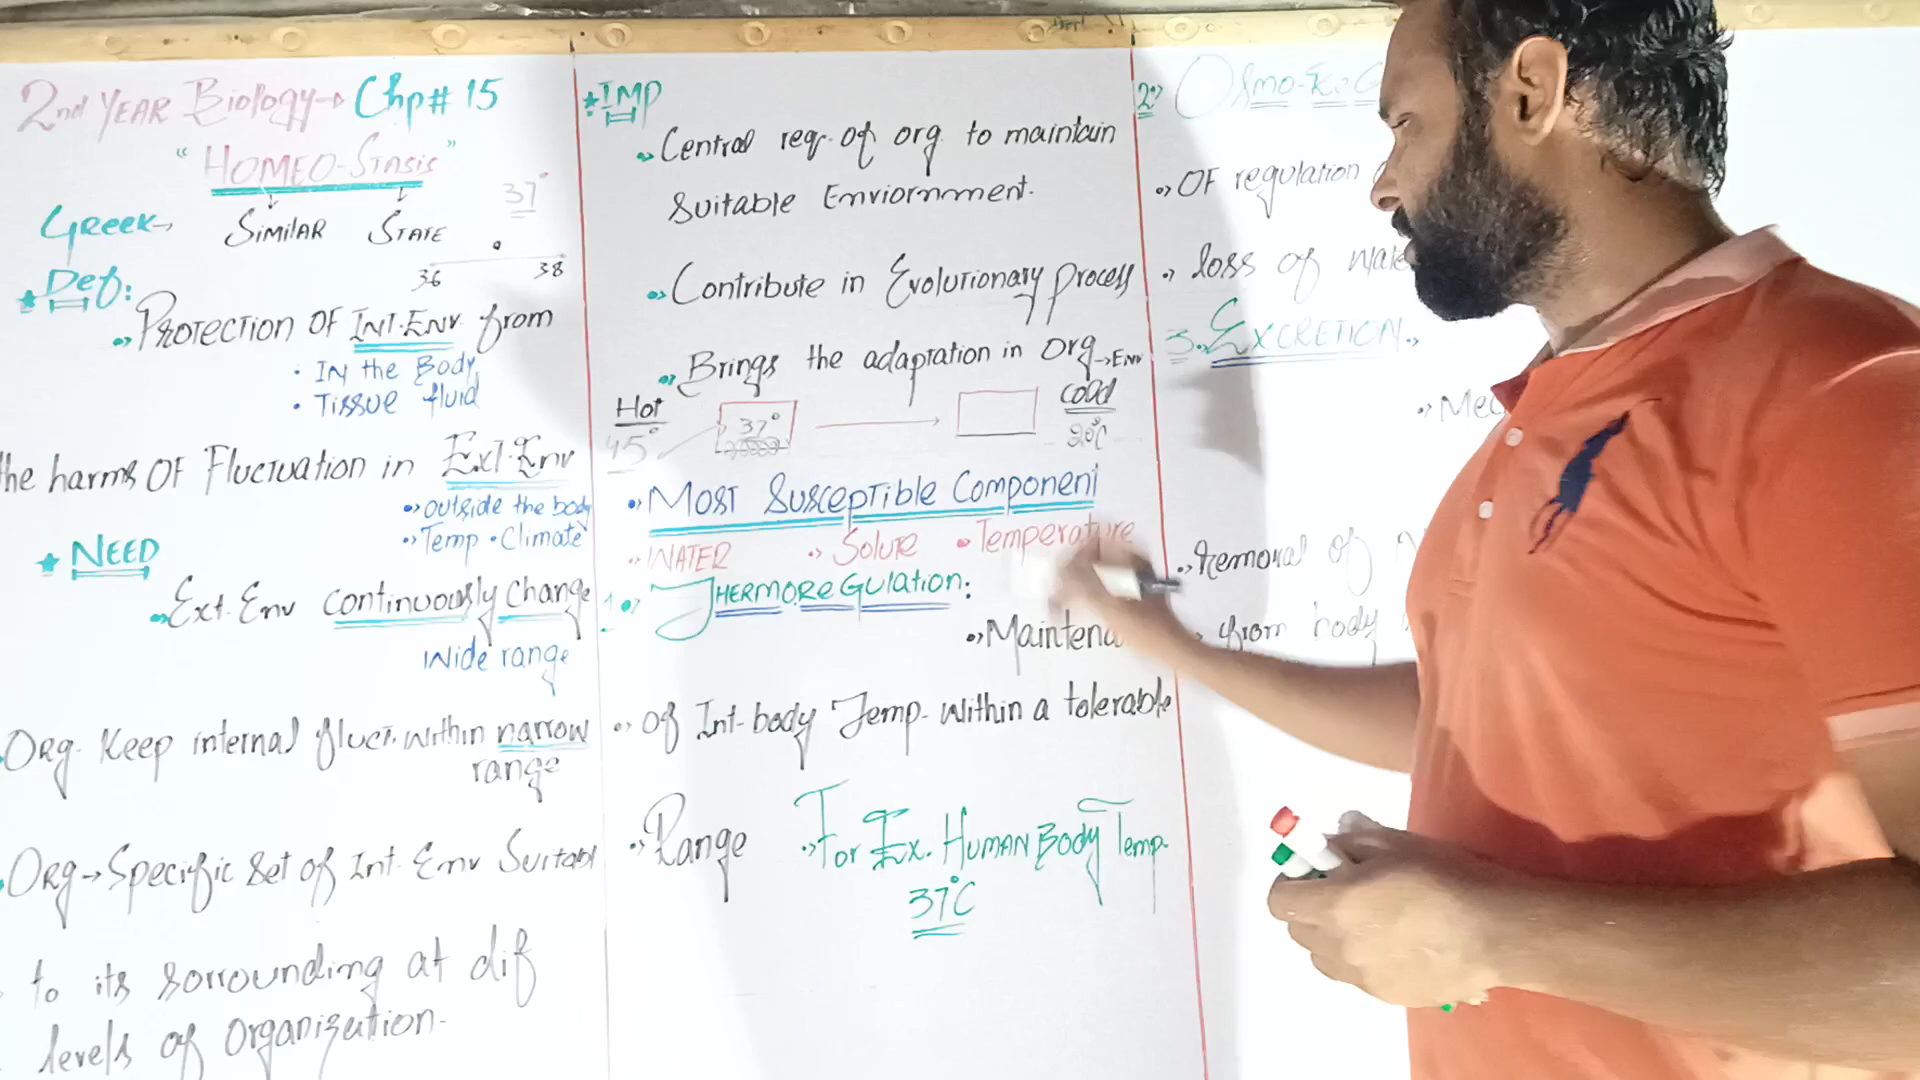 2nd YEAR Biology→ Chp# 15
"HOMEO-Stasis"
Greek→ SIMILAR STATE
37°
36 38
★ Def:
Protection OF INT.ENV. from
• IN the Body
• Tissue fluid
the harms OF Fluctuation in Ext.Env
outside the body
Temp • Climate
★ NEED
Ext. Env continuously change
Wide range
Org. Keep internal fluct. within narrow
range
Org→Specific set of Int. Env Suitabl
to its sorrounding at dif
levels of organization.
★IMP
Central req. of org. to maintain
Suitable Enviornment.
Contribute in Evolutionary process
Brings the adaptation in Org→Env
Hot 37° Cold
45° 20°C
Most Susceptible Component
WATER Solute Temperature
1 THERMOREGulation:
Maintena
of Int-body Temp. within a tolerable
Range For Ex. HUMAN Body Temp.
37°C
2 Osmo-ReG
OF regulation
loss of wate
3. EXCRETION
Me
Removal of
from body